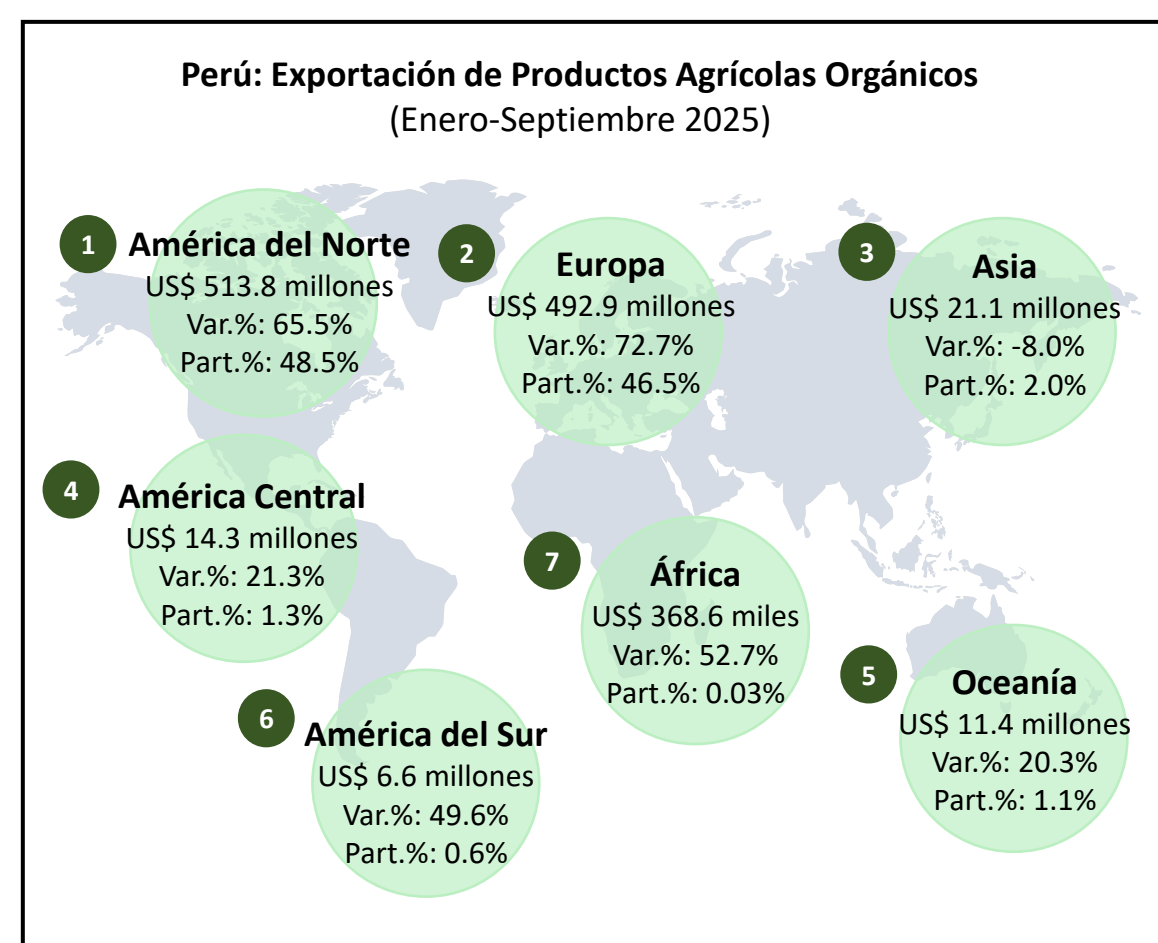 Perú: Exportación de Productos Agrícolas Orgánicos
(Enero-Septiembre 2025)
1
América del Norte
US$ 513.8 millones
Var.%: 65.5%
Part.%: 48.5%
2
Europa
US$ 492.9 millones
Var.%: 72.7%
Part.%: 46.5%
3
Asia
US$ 21.1 millones
Var.%: -8.0%
Part.%: 2.0%
4
América Central
US$ 14.3 millones
Var.%: 21.3%
Part.%: 1.3%
7
África
US$ 368.6 miles
Var.%: 52.7%
Part.%: 0.03%
5
Oceanía
US$ 11.4 millones
Var.%: 20.3%
Part.%: 1.1%
6
América del Sur
US$ 6.6 millones
Var.%: 49.6%
Part.%: 0.6%